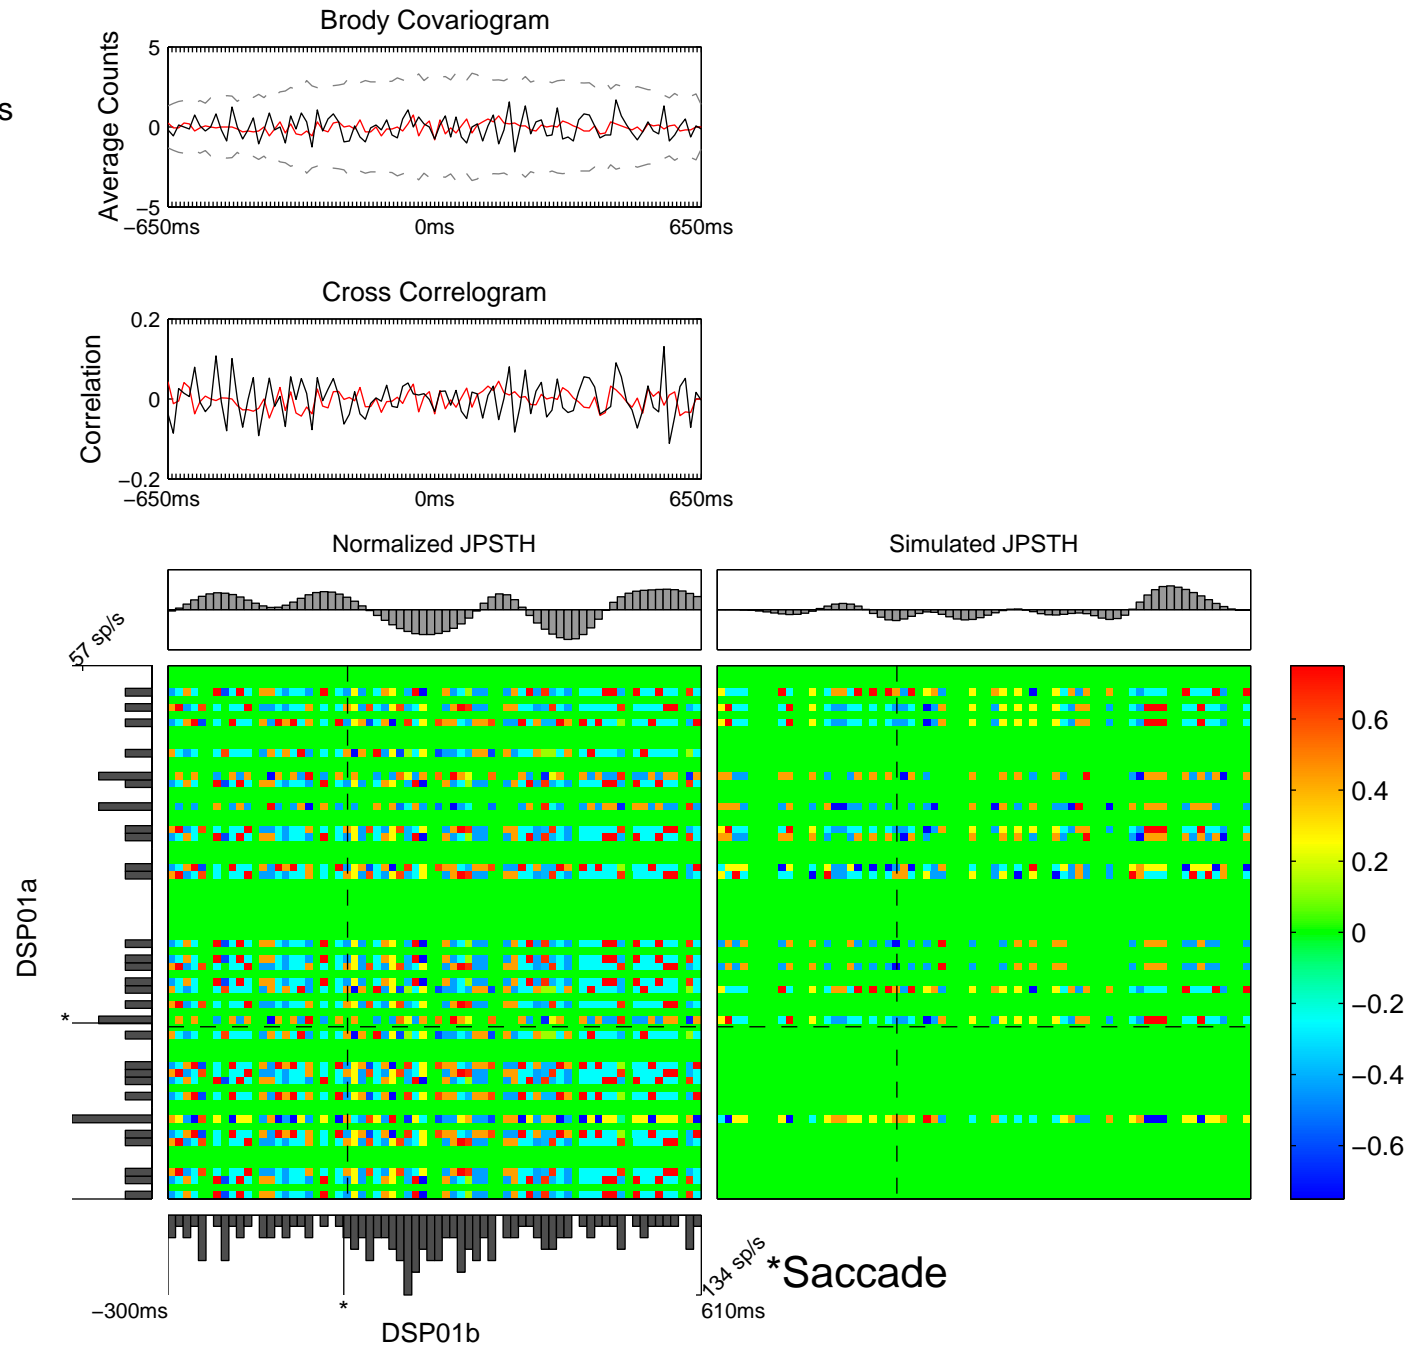 Brody Covariogram
s
Average Counts
5
0
−5
−650ms
0ms
650ms
Cross Correlogram
Correlation
0.2
0
−0.2
−650ms
0ms
650ms
Normalized JPSTH
Simulated JPSTH
57 sp/s
DSP01a
*
0.6
0.4
0.2
0
−0.2
−0.4
−0.6
134 sp/s
*Saccade
−300ms
*
610ms
DSP01b